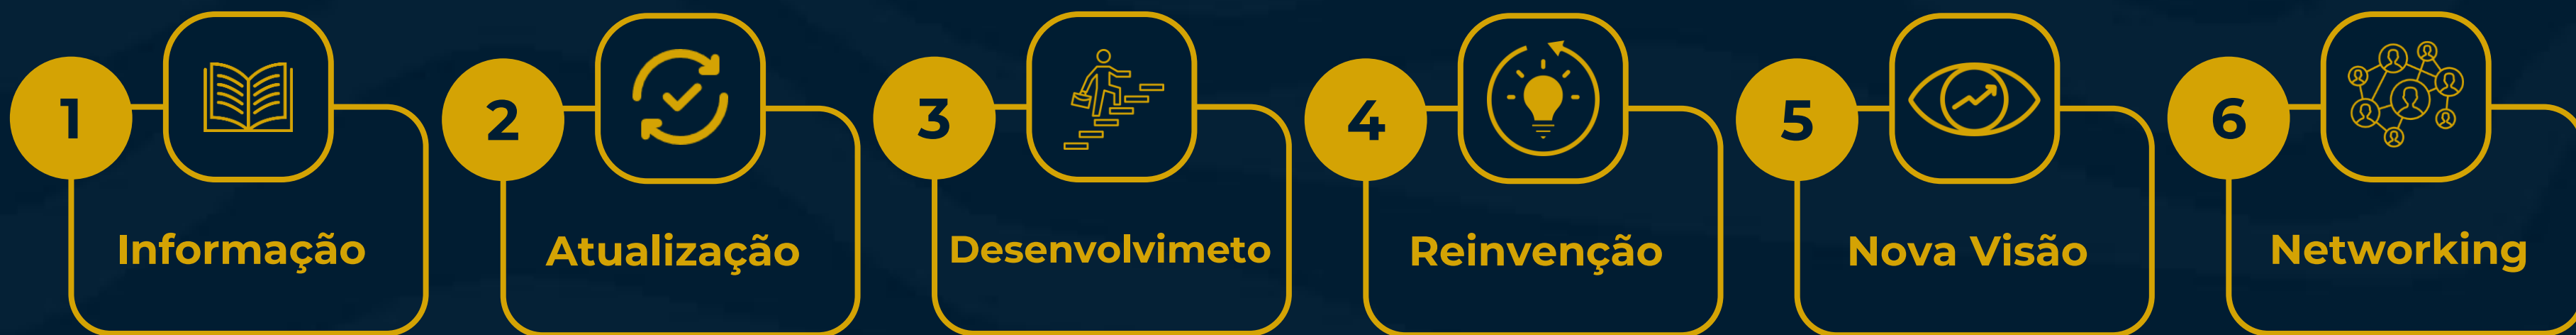 1
Informação
2
Atualização
3
Desenvolvimeto
4
Reinvenção
5
Nova Visão
6
Networking